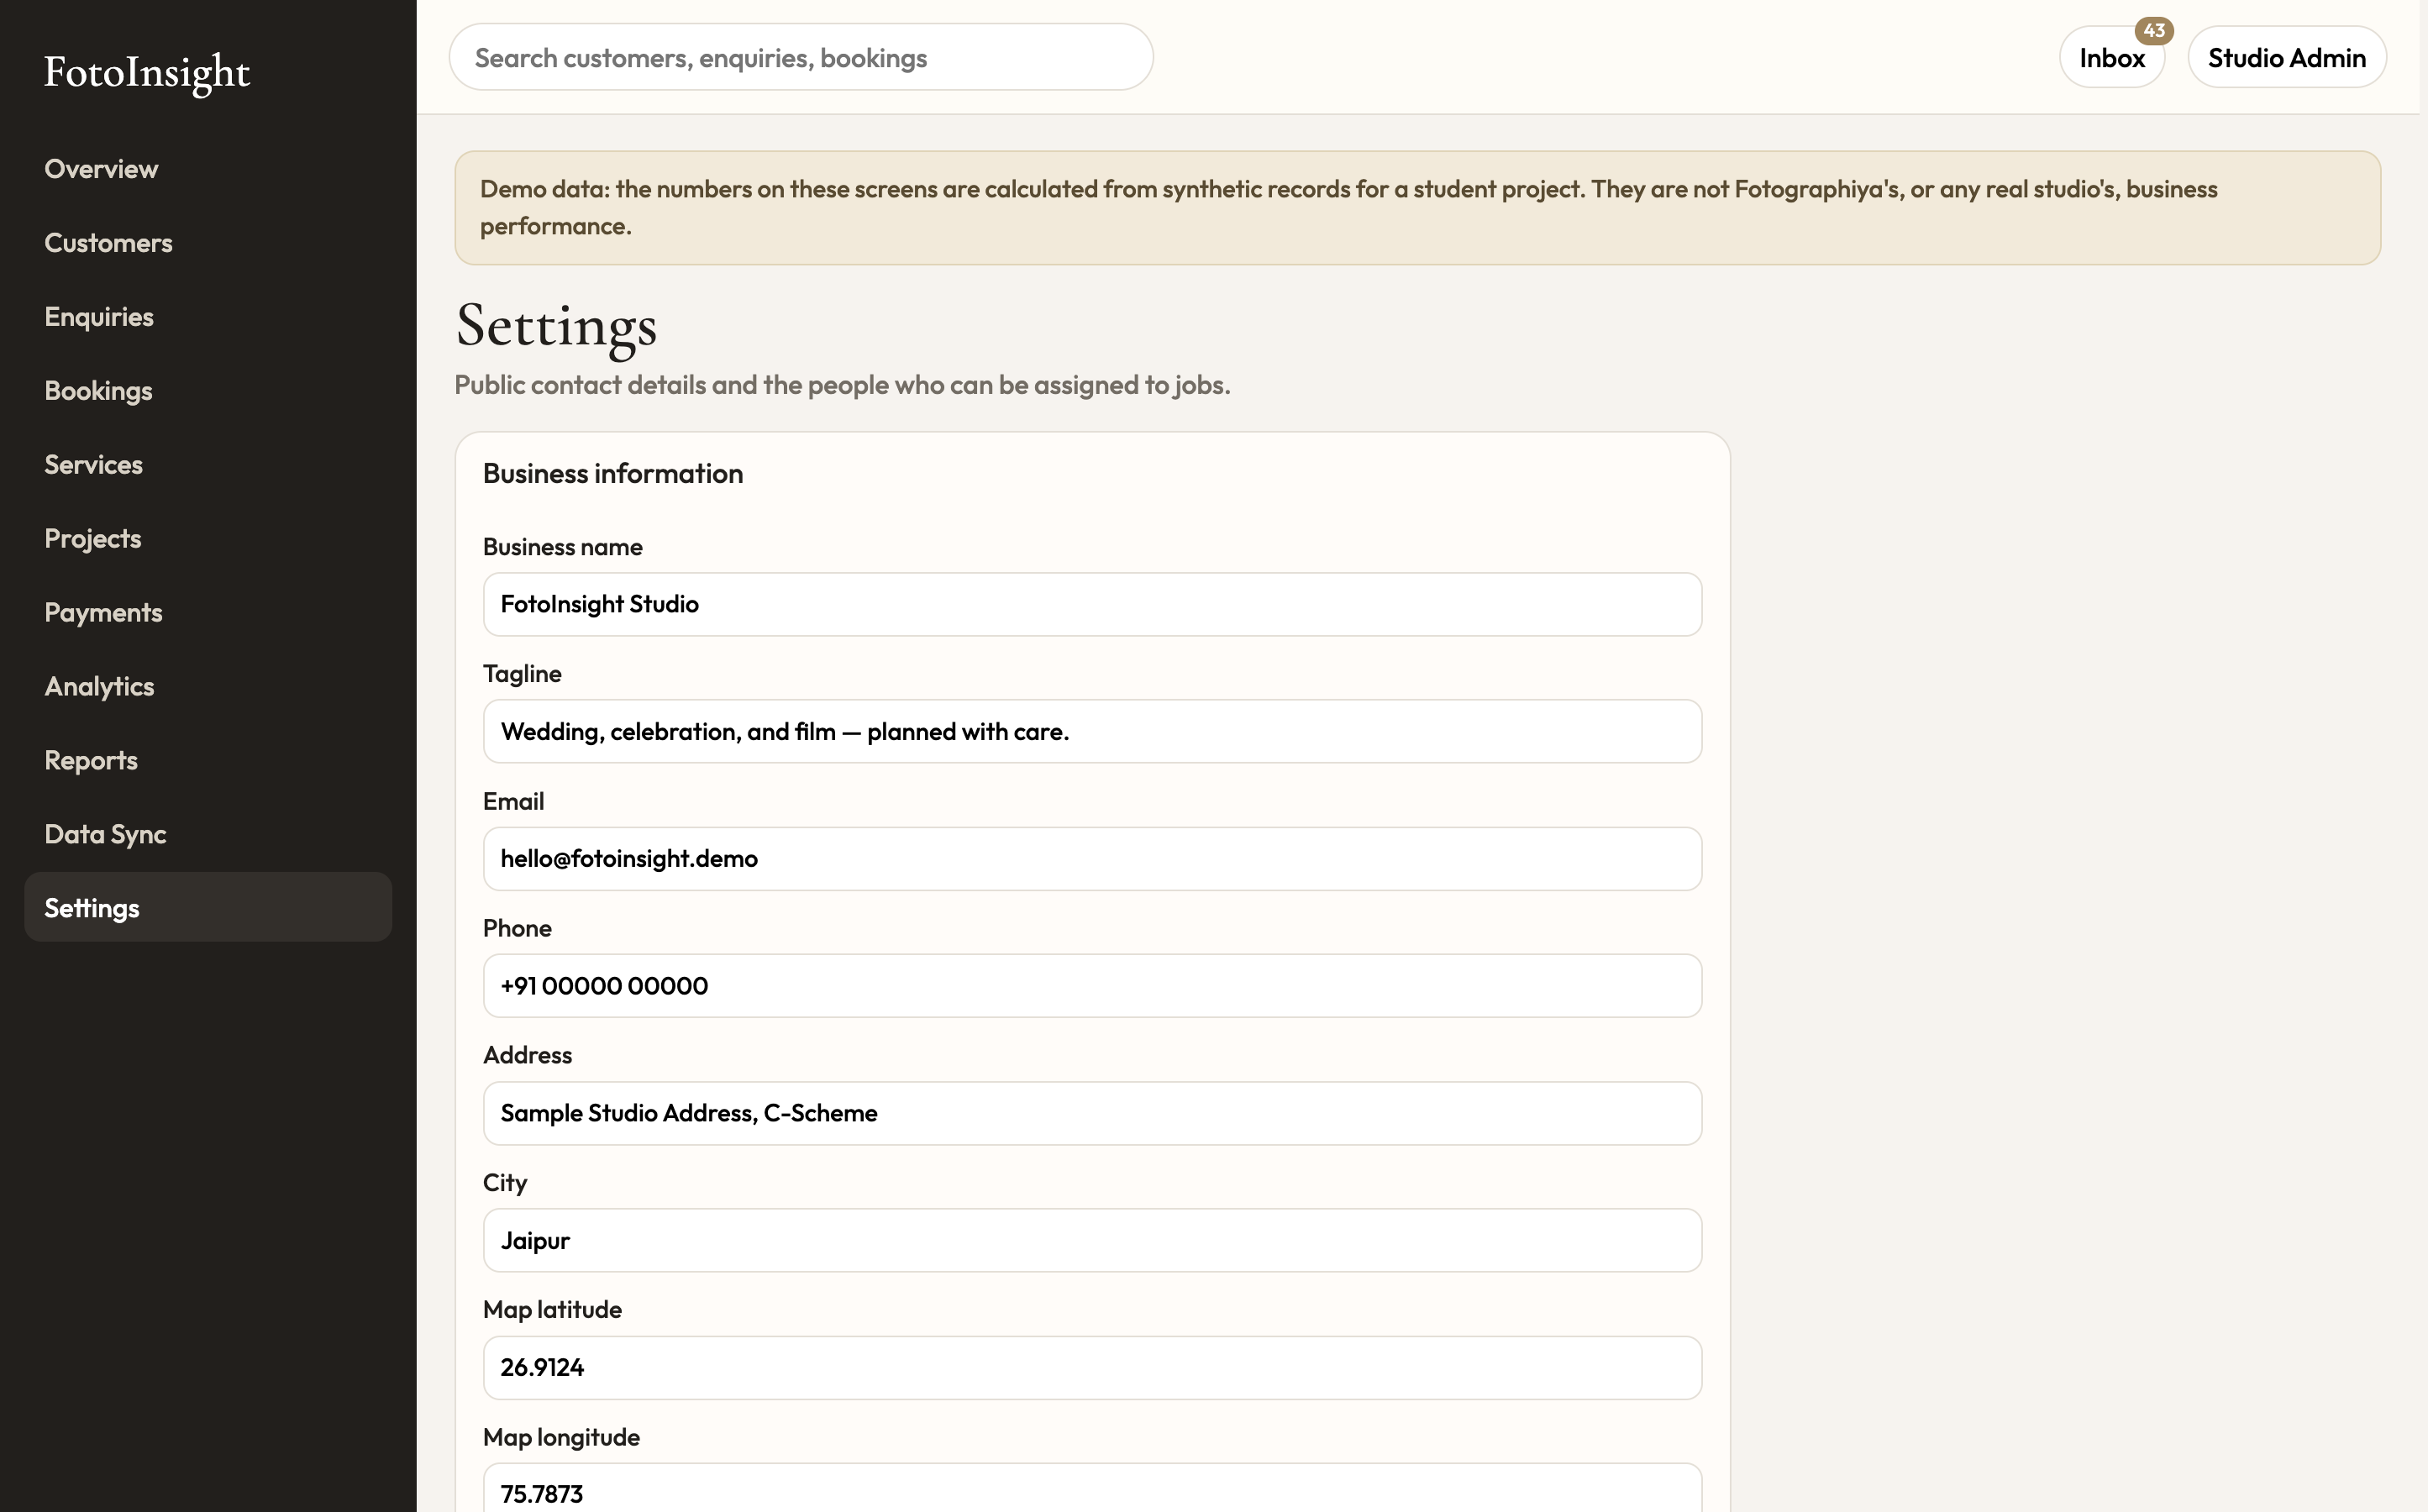 FotoInsight
Overview
Customers
Enquiries
Bookings
Services
Projects
Payments
Analytics
Reports
Data Sync
Settings
Search customers, enquiries, bookings
Inbox
43
Studio Admin
Demo data: the numbers on these screens are calculated from synthetic records for a student project. They are not Fotographiya's, or any real studio's, business
performance.
Settings
Public contact details and the people who can be assigned to jobs.
Business information
Business name
FotoInsight Studio
Tagline
Wedding, celebration, and film — planned with care.
Email
hello@fotoinsight.demo
Phone
+91 00000 00000
Address
Sample Studio Address, C-Scheme
City
Jaipur
Map latitude
26.9124
Map longitude
75.7873